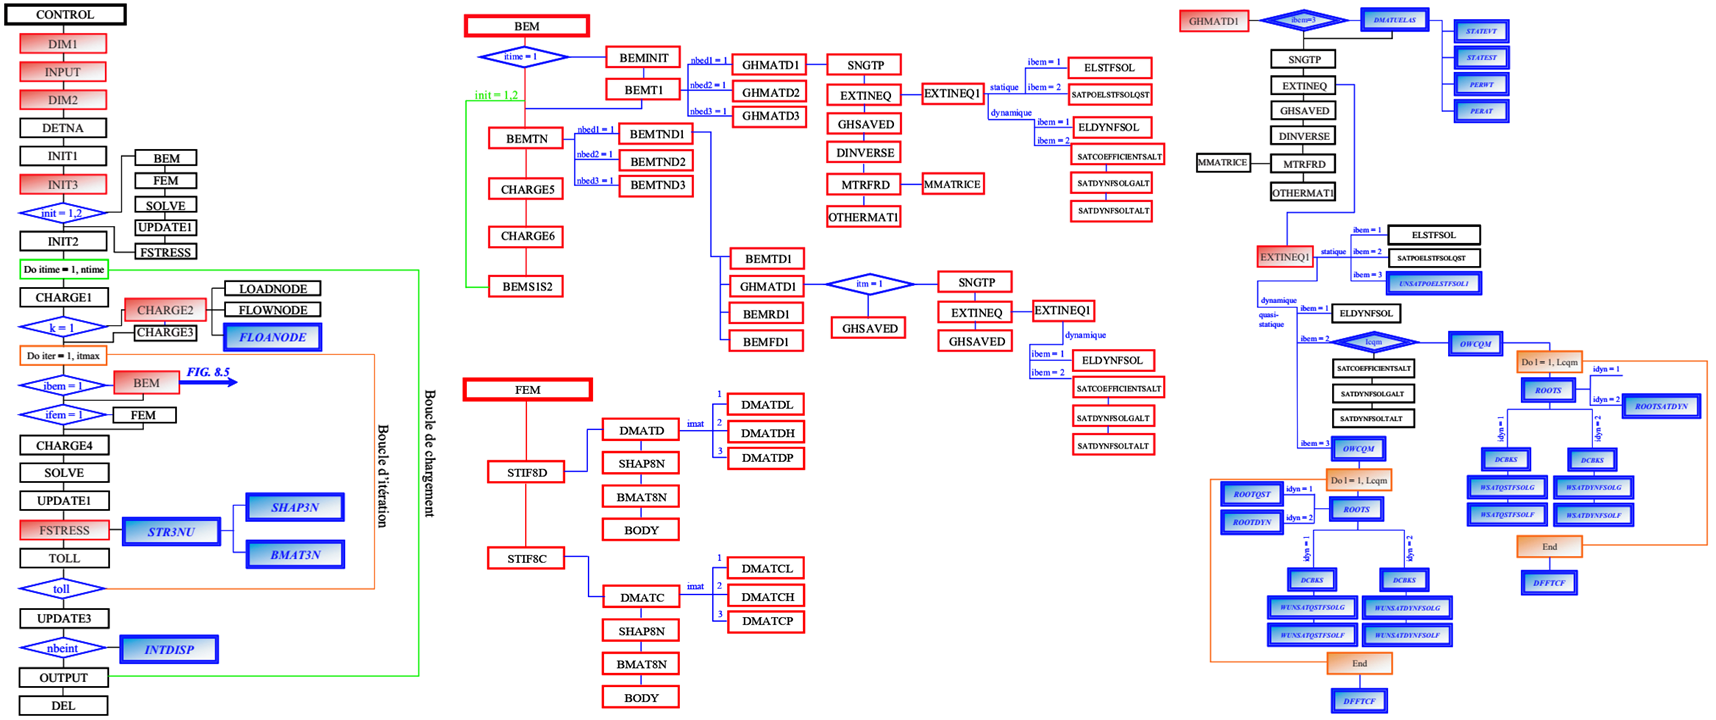 CONTROL
DIM1
INPUT
DIM2
DETNA
INIT1
INIT3
init = 1,2
BEM
FEM
SOLVE
UPDATE1
FSTRESS
INIT2
Do itime = 1, ntime
CHARGE1
k = 1
CHARGE2
CHARGE3
LOADNODE
FLOWNODE
FLOANODE
Do iter = 1, itmax
ibem = 1
BEM
FIG. 8.5
ifem = 1
FEM
CHARGE4
SOLVE
UPDATE1
FSTRESS
STR3NU
SHAP3N
BMAT3N
TOLL
toll
UPDATE3
nbeint
INTDISP
OUTPUT
DEL
Boucle d'itération
Boucle de chargement
BEM
itime = 1
BEMINIT
BEMT1
init = 1,2
nbed1 = 1
GHMATD1
nbed2 = 1
GHMATD2
nbed3 = 1
GHMATD3
SNGTP
EXTINEQ
GHSAVED
DINVERSE
MTRFRD
MMATRICE
OTHERMAT1
EXTINEQ1
statique
ibem = 1
ELSTFSOL
ibem = 2
SATPOELSTFSOLQST
dynamique
ibem = 1
ELDYNFSOL
ibem = 2
SATCOEFFICIENTSALT
SATDYNFSOLGALT
SATDYNFSOLTALT
BEMTN
nbed1 = 1
BEMTND1
nbed2 = 1
BEMTND2
nbed3 = 1
BEMTND3
CHARGE5
CHARGE6
BEMS1S2
BEMTD1
GHMATD1
BEMRD1
BEMFD1
itm = 1
GHSAVED
SNGTP
EXTINEQ
GHSAVED
EXTINEQ1
dynamique
ibem = 1
ELDYNFSOL
ibem = 2
SATCOEFFICIENTSALT
SATDYNFSOLGALT
SATDYNFSOLTALT
FEM
STIF8D
DMATD
SHAP8N
BMAT8N
BODY
imat
1
DMATDL
2
DMATDH
3
DMATDP
STIF8C
DMATC
SHAP8N
BMAT8N
BODY
imat
1
DMATCL
2
DMATCH
3
DMATCP
GHMATD1
ibem=3
DMATUELAS
STATEVT
STATEST
PERWT
PERAT
SNGTP
EXTINEQ
GHSAVED
DINVERSE
MMATRICE
MTRFRD
OTHERMAT1
EXTINEQ1
statique
ibem = 1
ELSTFSOL
ibem = 2
SATPOELSTFSOLQST
ibem = 3
UNSATPOELSTFSOL1
dynamique
quasi-
statique
ibem = 1
ELDYNFSOL
ibem = 2
lcqm
OWCQM
SATCOEFFICIENTSALT
SATDYNFSOLGALT
SATDYNFSOLTALT
Do l = 1, Lcqm
ROOTS
idyn = 1
idyn = 2
ROOTSATDYN
idyn = 1
idyn = 2
DCBKS
DCBKS
WSATQSTFSOLG
WSATDYNFSOLG
WSATQSTFSOLF
WSATDYNFSOLF
End
DFFTCF
ibem = 3
OWCQM
Do l = 1, Lcqm
ROOTQST
idyn = 1
ROOTS
ROOTDYN
idyn = 2
idyn = 1
idyn = 2
DCBKS
DCBKS
WUNSATQSTFSOLG
WUNSATDYNFSOLG
WUNSATQSTFSOLF
WUNSATDYNFSOLF
End
DFFTCF